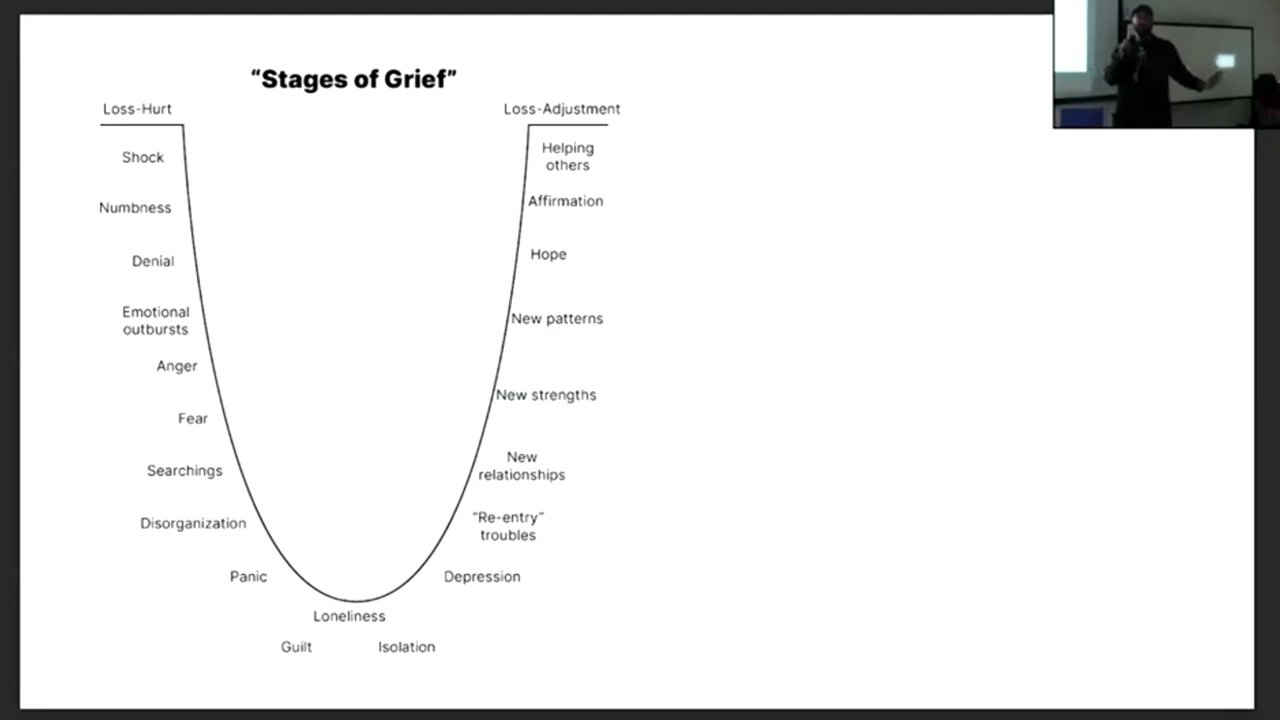 “Stages of Grief”
Loss-Hurt
Shock
Numbness
Denial
Emotional
outbursts
Anger
Fear
Searchings
Disorganization
Panic
Guilt
Loneliness
Isolation
Depression
“Re-entry”
troubles
New
relationships
New strengths
New patterns
Hope
Affirmation
Helping
others
Loss-Adjustment